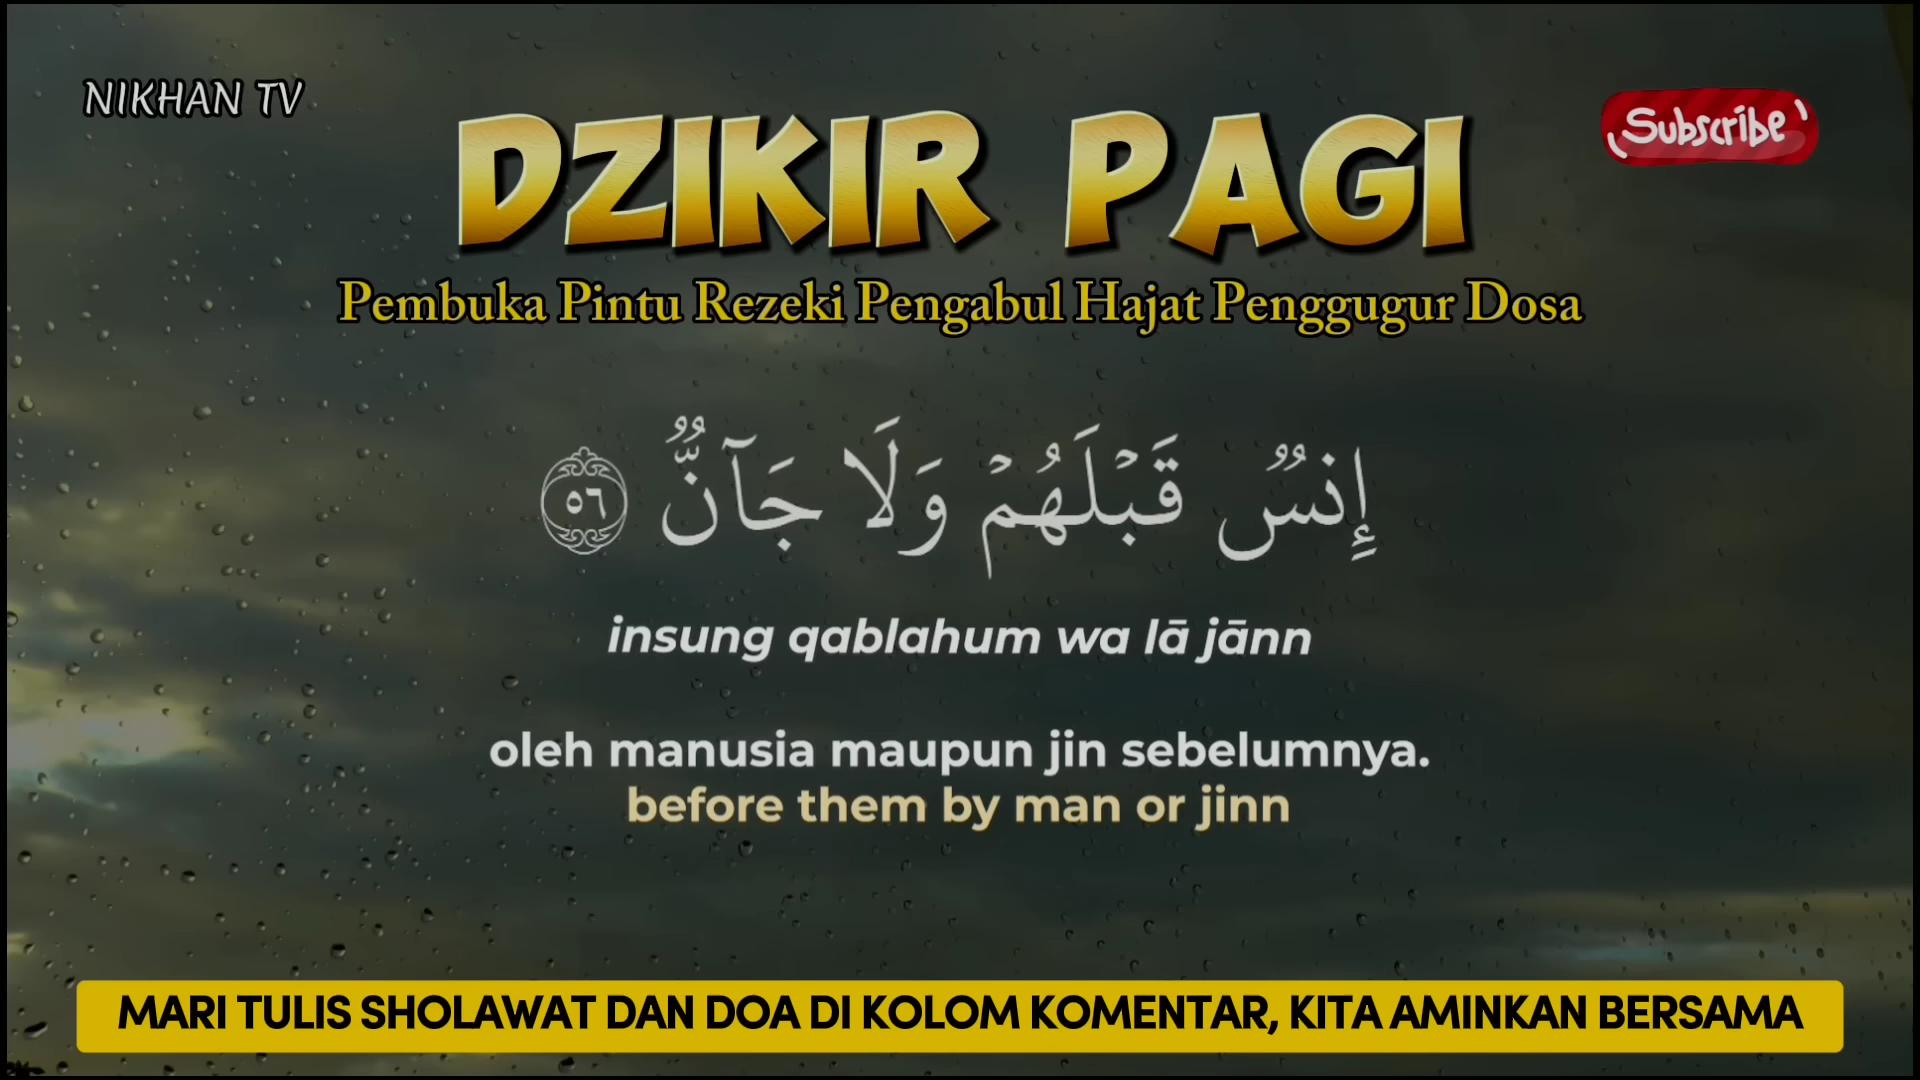 NIKHAN TV
Subscribe
DZIKIR PAGI
Pembuka Pintu Rezeki Pengabul Hajat Penggugur Dosa
إِنسٌ قَبْلَهُمْ وَلَا جَآنٌّ ٥٦
insung qablahum wa lā jānn
oleh manusia maupun jin sebelumnya.
before them by man or jinn
MARI TULIS SHOLAWAT DAN DOA DI KOLOM KOMENTAR, KITA AMINKAN BERSAMA